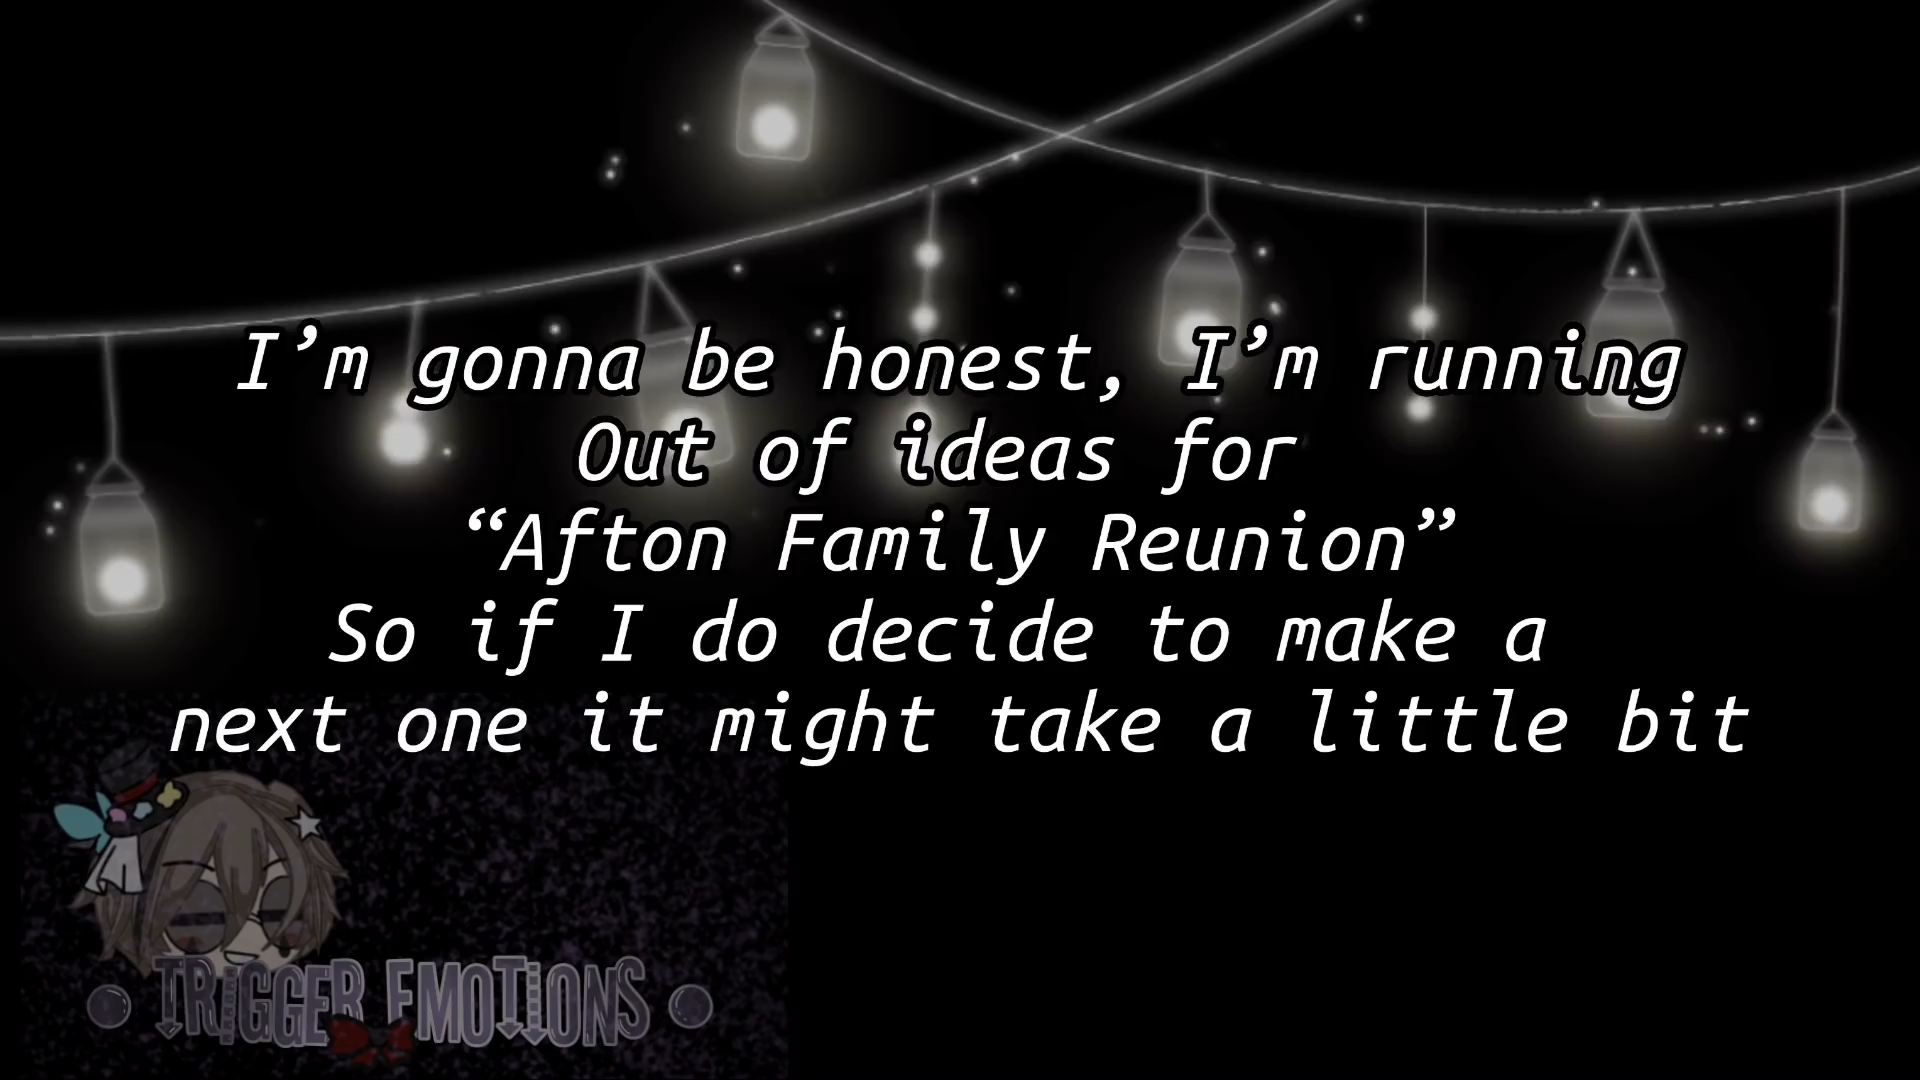 I’m gonna be honest, I’m running
Out of ideas for
“Afton Family Reunion”
So if I do decide to make a
next one it might take a little bit
TRIGGER EMOTIONS